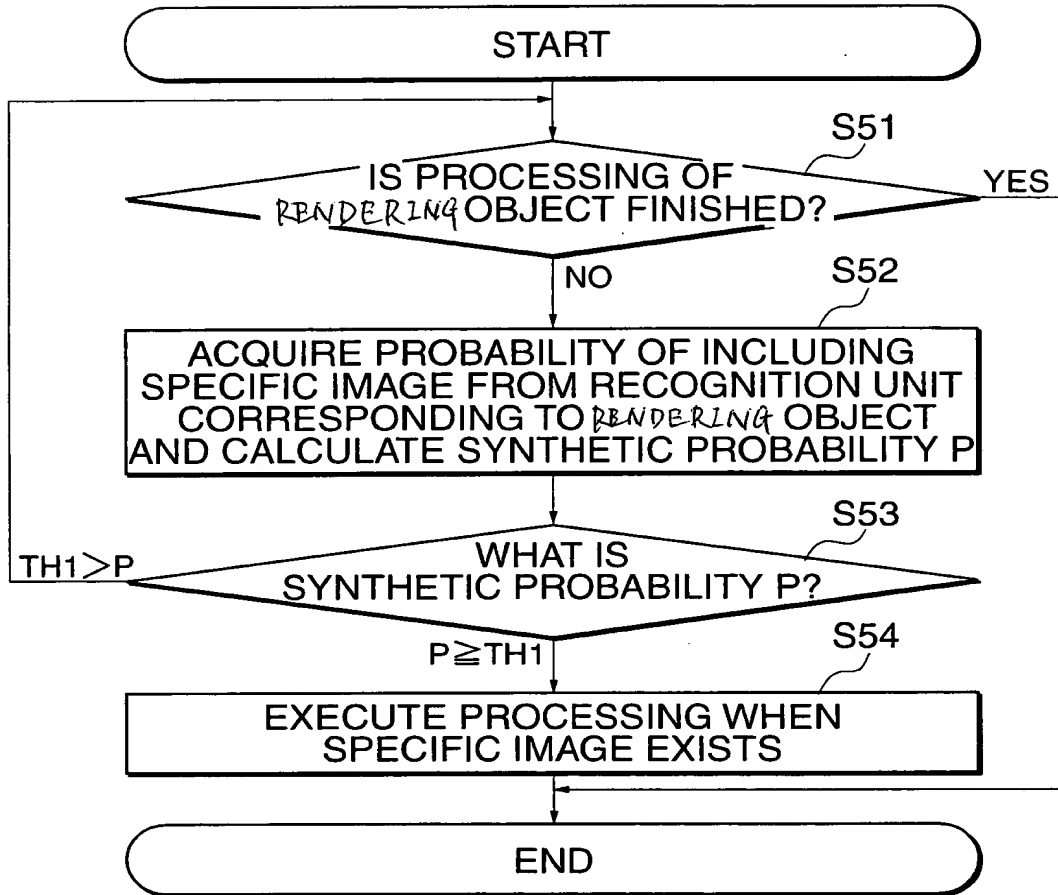 START
S51
IS PROCESSING OF
RENDERING OBJECT FINISHED?
YES
NO
S52
ACQUIRE PROBABILITY OF INCLUDING
SPECIFIC IMAGE FROM RECOGNITION UNIT
CORRESPONDING TO RENDERING OBJECT
AND CALCULATE SYNTHETIC PROBABILITY P
S53
TH1>P
WHAT IS
SYNTHETIC PROBABILITY P?
P≧TH1
S54
EXECUTE PROCESSING WHEN
SPECIFIC IMAGE EXISTS
END